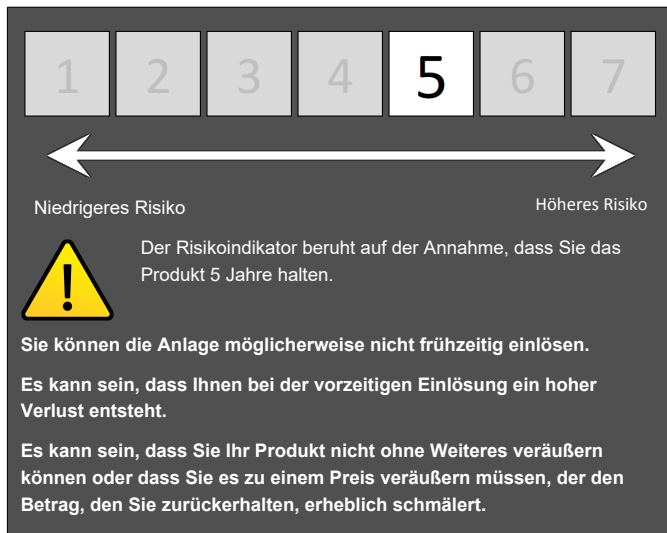 1 2 3 4 5 6 7
Niedrigeres Risiko Höheres Risiko
Der Risikoindikator beruht auf der Annahme, dass Sie das
Produkt 5 Jahre halten.
Sie können die Anlage möglicherweise nicht frühzeitig einlösen.
Es kann sein, dass Ihnen bei der vorzeitigen Einlösung ein hoher
Verlust entsteht.
Es kann sein, dass Sie Ihr Produkt nicht ohne Weiteres veräußern
können oder dass Sie es zu einem Preis veräußern müssen, der den
Betrag, den Sie zurückerhalten, erheblich schmälert.